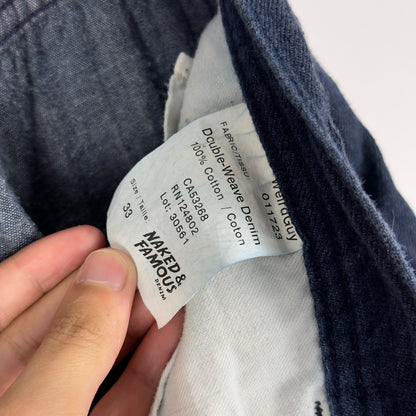 WeirdGuy
011723
FABRIC/TISSU:
Double-Weave Denim
100% Cotton / Coton
CA53268
RN124802
Lot: 30561
Size / Taille:
33
NAKED &
FAMOUS
DENIM